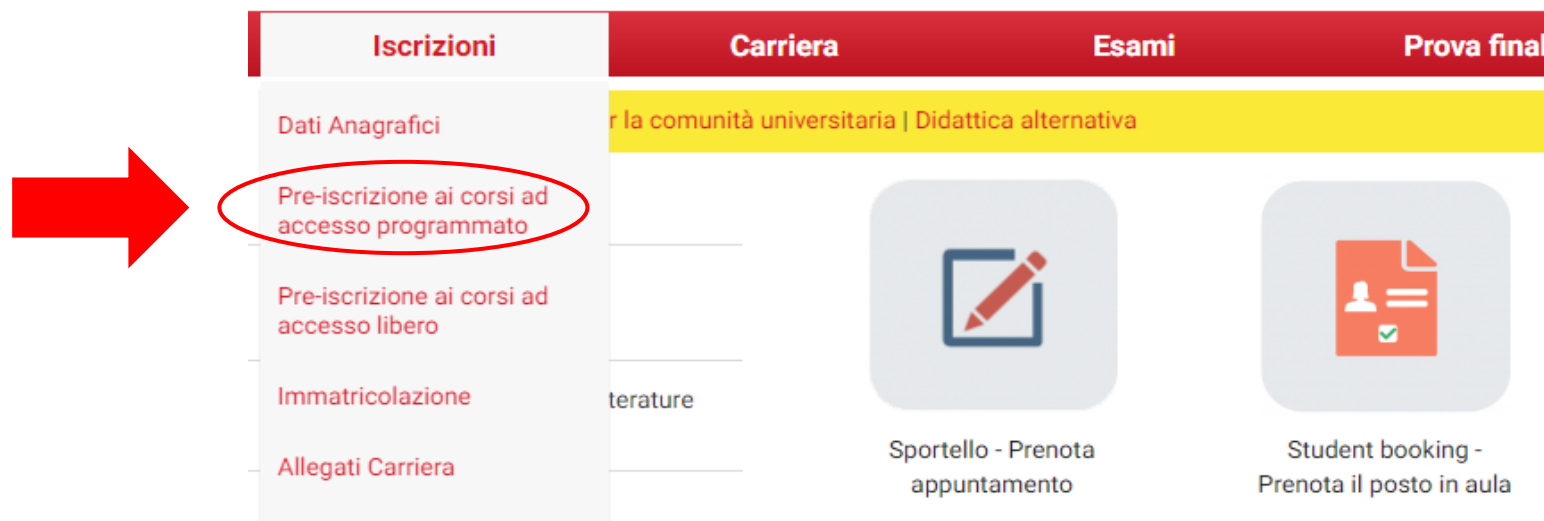 Iscrizioni
Carriera
Esami
Prova final
Dati Anagrafici
r la comunità universitaria | Didattica alternativa
Pre-iscrizione ai corsi ad
accesso programmato
Pre-iscrizione ai corsi ad
accesso libero
Immatricolazione
terature
Allegati Carriera
Sportello - Prenota
appuntamento
Student booking -
Prenota il posto in aula